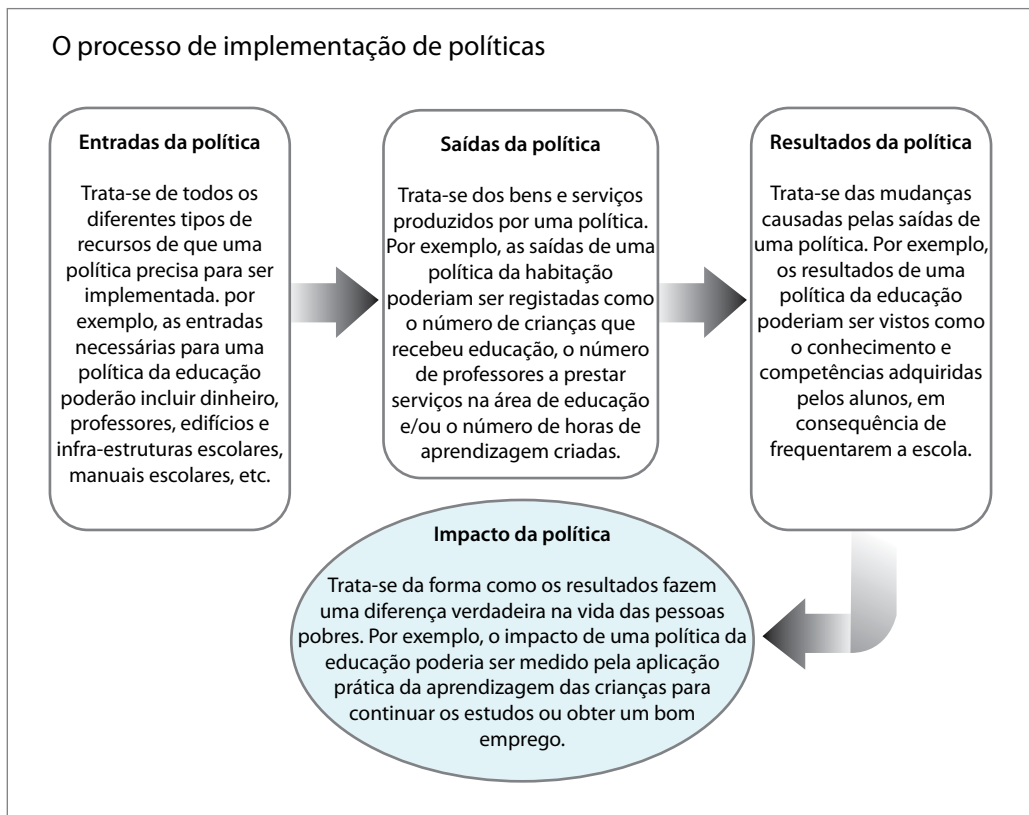 O processo de implementação de políticas
Entradas da política
Trata-se de todos os
diferentes tipos de
recursos de que uma
política precisa para ser
implementada. por
exemplo, as entradas
necessárias para uma
política da educação
poderão incluir dinheiro,
professores, edifícios e
infra-estruturas escolares,
manuais escolares, etc.
Saídas da política
Trata-se dos bens e serviços
produzidos por uma política.
Por exemplo, as saídas de uma
política da habitação
poderiam ser registadas como
o número de crianças que
recebeu educação, o número
de professores a prestar
serviços na área de educação
e/ou o número de horas de
aprendizagem criadas.
Resultados da política
Trata-se das mudanças
causadas pelas saídas de
uma política. Por exemplo,
os resultados de uma
política da educação
poderiam ser vistos como
o conhecimento e
competências adquiridas
pelos alunos, em
consequência de
frequentarem a escola.
Impacto da política
Trata-se da forma como os resultados fazem
uma diferença verdadeira na vida das pessoas
pobres. Por exemplo, o impacto de uma política da
educação poderia ser medido pela aplicação
prática da aprendizagem das crianças para
continuar os estudos ou obter um bom
emprego.